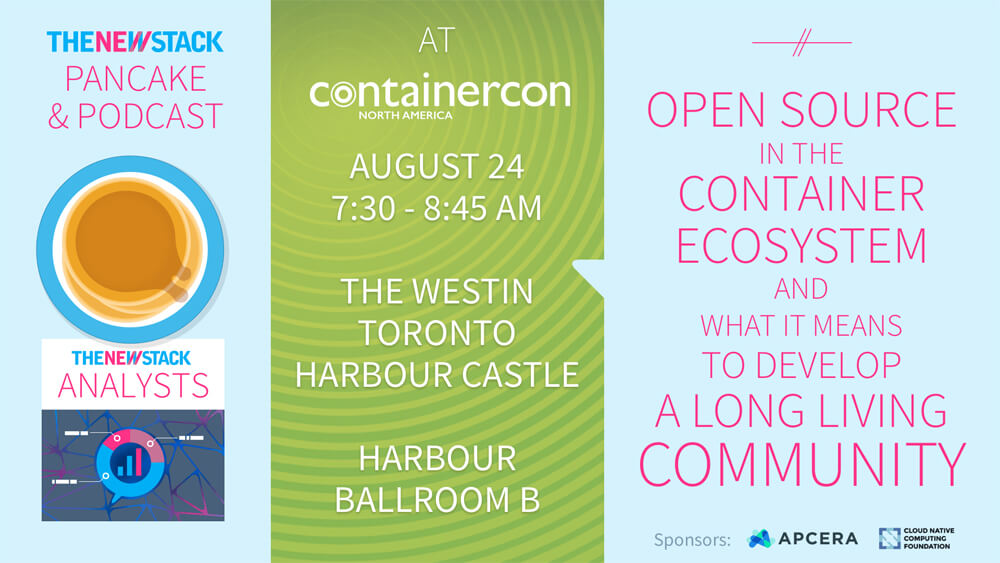 THENEWSTACK
PANCAKE
& PODCAST
THENEWSTACK
ANALYSTS
AT
containercon
NORTH AMERICA
AUGUST 24
7:30 - 8:45 AM
THE WESTIN
TORONTO
HARBOUR CASTLE
HARBOUR
BALLROOM B
OPEN SOURCE
IN THE
CONTAINER
ECOSYSTEM
AND
WHAT IT MEANS
TO DEVELOP
A LONG LIVING
COMMUNITY
Sponsors:
APCERA
CLOUD NATIVE
COMPUTING
FOUNDATION